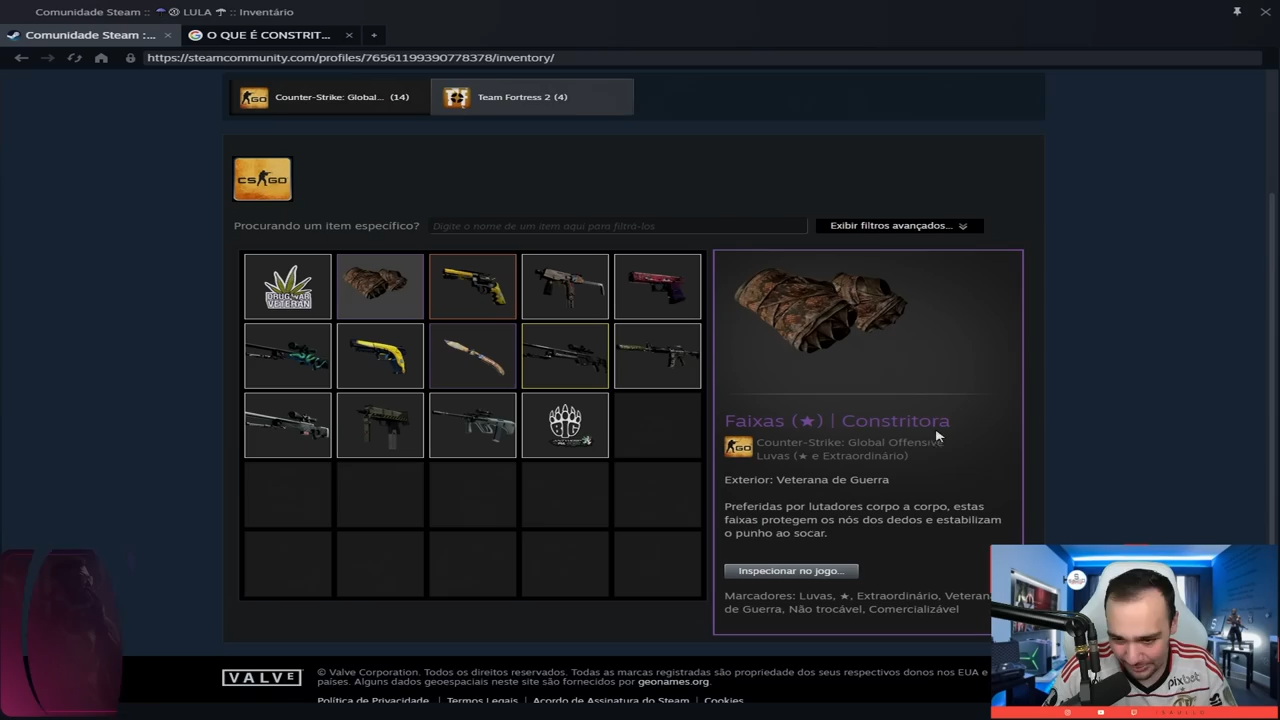 Comunidade Steam :: ☂ ☮ LULA ☂ :: Inventário
Comunidade Steam :...
O QUE É CONSTRIT...
https://steamcommunity.com/profiles/76561199390778378/inventory/
Counter-Strike: Global... (14)
Team Fortress 2 (4)
CS GO
Procurando um item específico?
Digite o nome de um item aqui para filtrá-los
Exibir filtros avançados...
DRUG WAR
VETERAN
BIG
Faixas (★) | Constritora
Counter-Strike: Global Offensive
Luvas (★ e Extraordinário)
Exterior: Veterana de Guerra
Preferidas por lutadores corpo a corpo, estas
faixas protegem os nós dos dedos e estabilizam
o punho ao socar.
Inspecionar no jogo...
Marcadores: Luvas, ★, Extraordinário, Veteran
de Guerra, Não trocável, Comercializável
pixbet
VALVE
© Valve Corporation. Todos os direitos reservados. Todas as marcas registradas são propriedade dos seus respectivos donos nos EUA e
países. Alguns dados geoespaciais neste site são fornecidos por geonames.org.
Política de Privacidade | Termos Legais | Acordo de Assinatura do Steam | Cookies